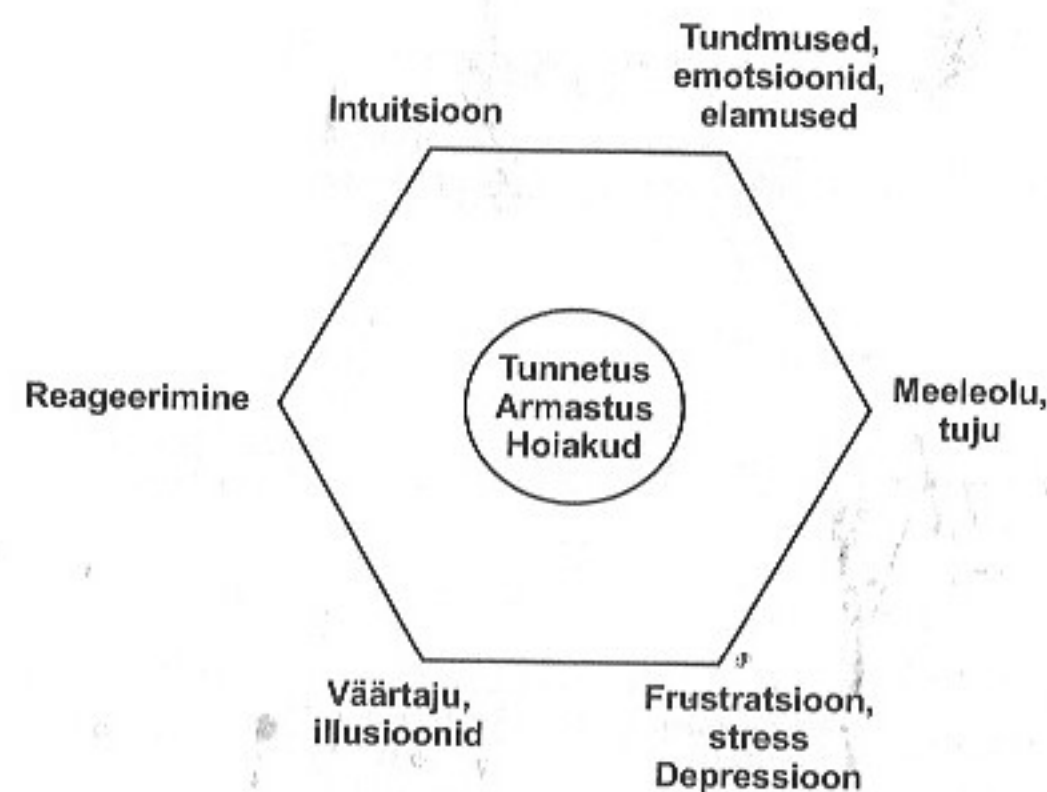 Tundmused,
emotsioonid,
elamused
Intuitsioon
Tunnetus
Armastus
Hoiakud
Reageerimine
Meeleolu,
tuju
Väärtaju,
illusioonid
Frustratsioon,
stress
Depressioon